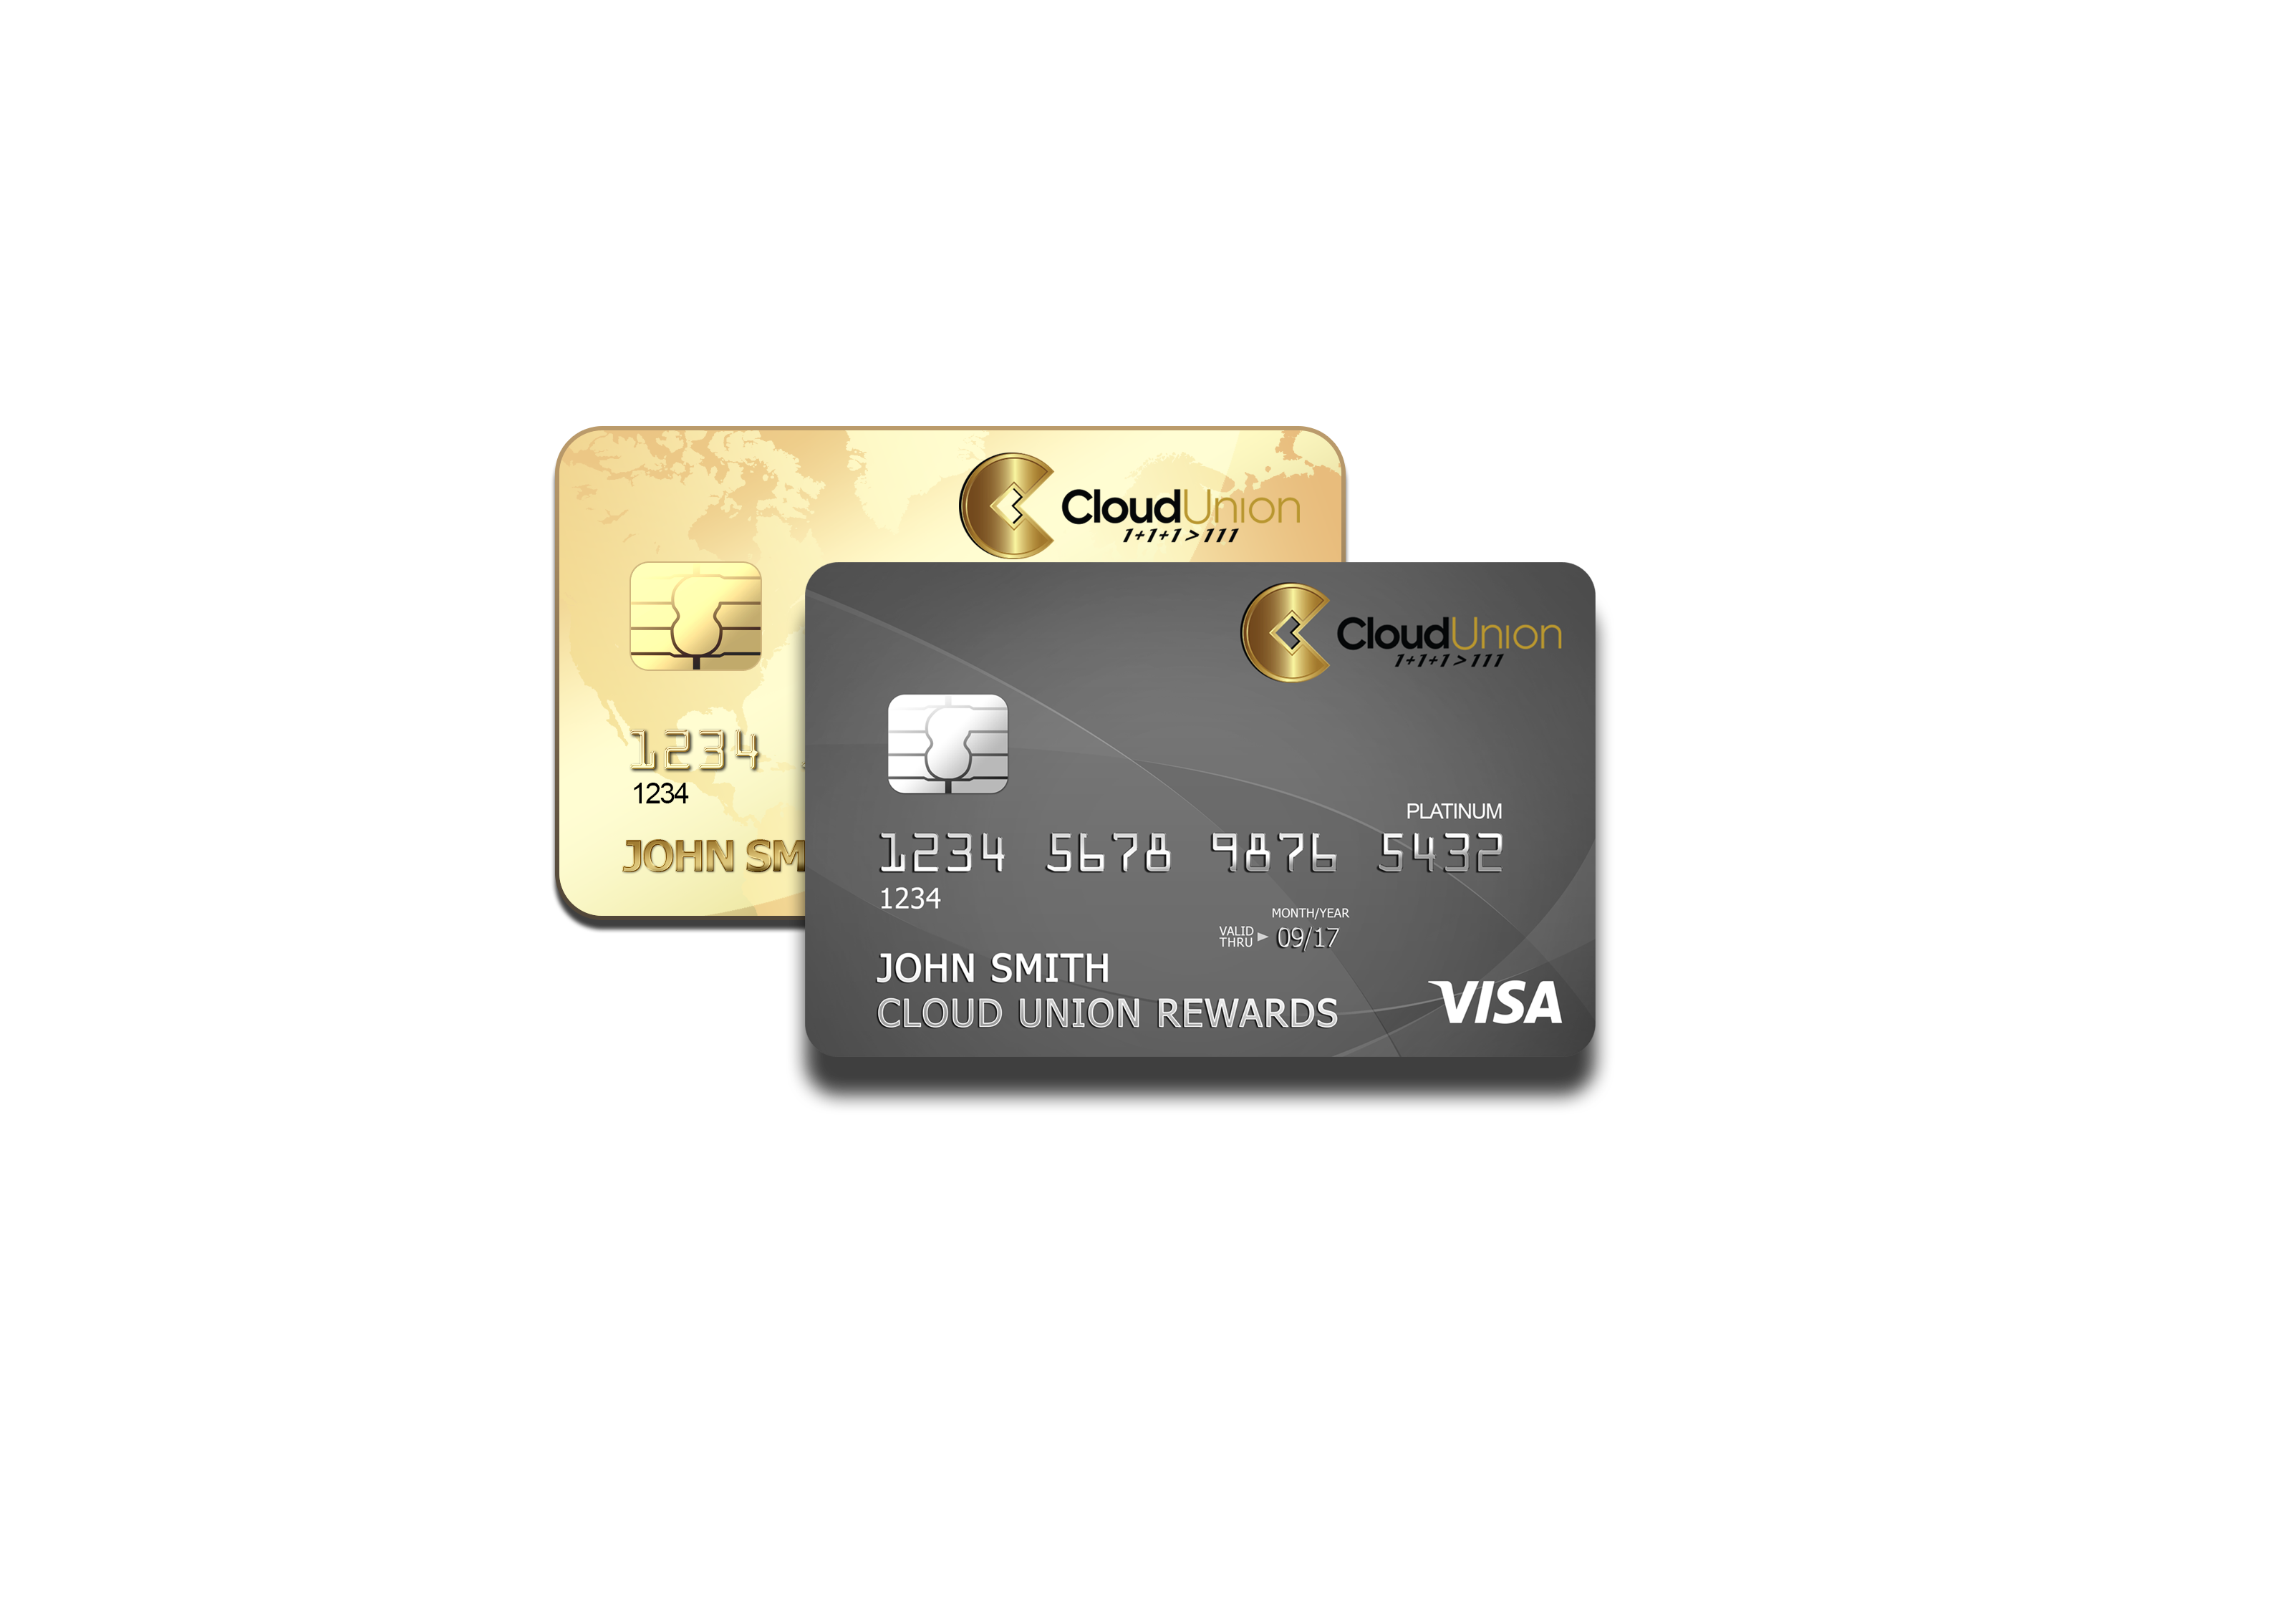 CloudUnion
1+1+1>111
1234
1234
JOHN SM
CloudUnion
1+1+1>111
PLATINUM
1234 5678 9876 5432
1234
MONTH/YEAR
VALID THRU 09/17
JOHN SMITH
CLOUD UNION REWARDS
VISA